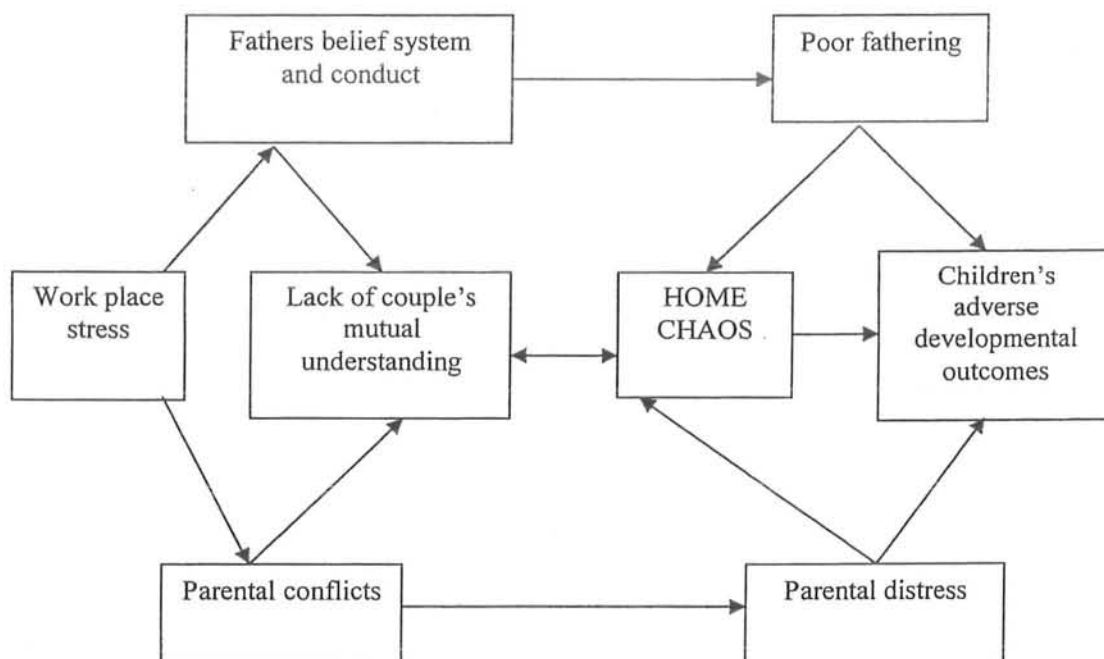 Fathers belief system
and conduct
Poor fathering
Work place
stress
Lack of couple's
mutual
understanding
HOME
CHAOS
Children's
adverse
developmental
outcomes
Parental conflicts
Parental distress